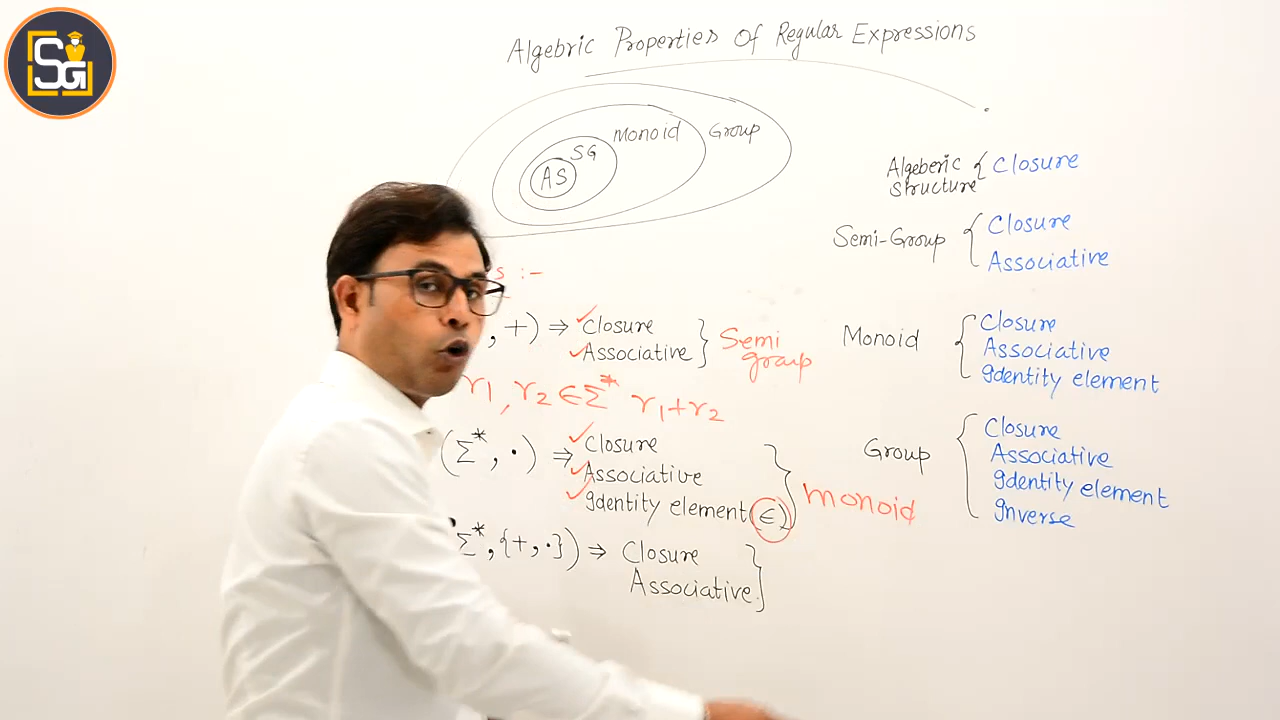 SG
Algebric Properties Of Regular Expressions
AS
SG
Monoid
Group
Algeberic { Closure
structure
Semi-Group { Closure
Associative
s :-
, +) ⇒ Closure
Associative } Semi group
r1, r2 ∈ Σ* r1+r2
(Σ*, ·) ⇒ Closure
Associative
Identity element (∈) } monoid
Σ*, {+, ·}) ⇒ Closure
Associative }
Monoid { Closure
Associative
Identity element
Group { Closure
Associative
Identity element
Inverse